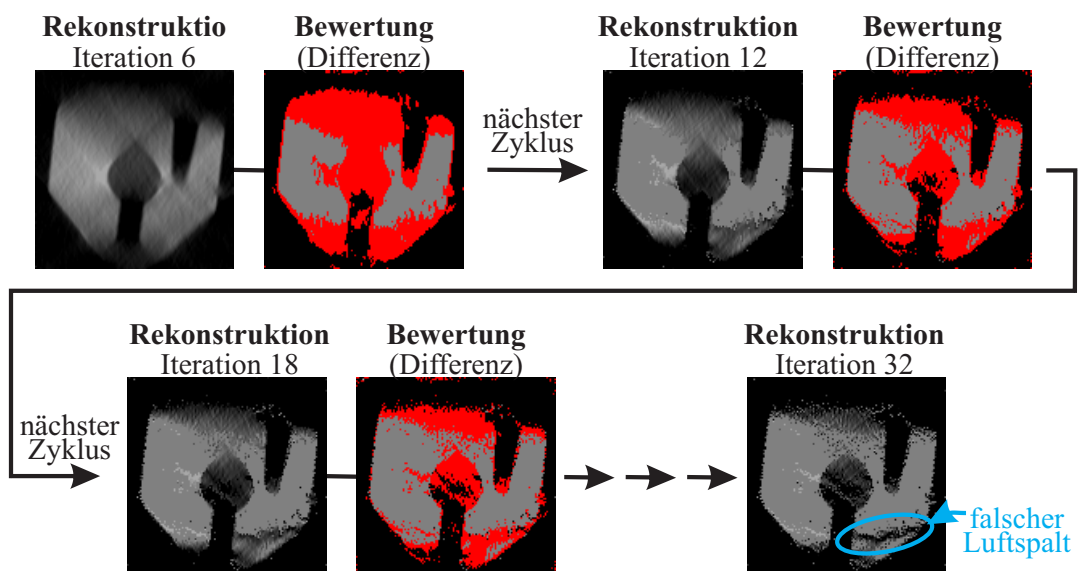 Rekonstruktio
Iteration 6
Bewertung
(Differenz)
nächster
Zyklus
Rekonstruktion
Iteration 12
Bewertung
(Differenz)
nächster
Zyklus
Rekonstruktion
Iteration 18
Bewertung
(Differenz)
Rekonstruktion
Iteration 32
falscher
Luftspalt